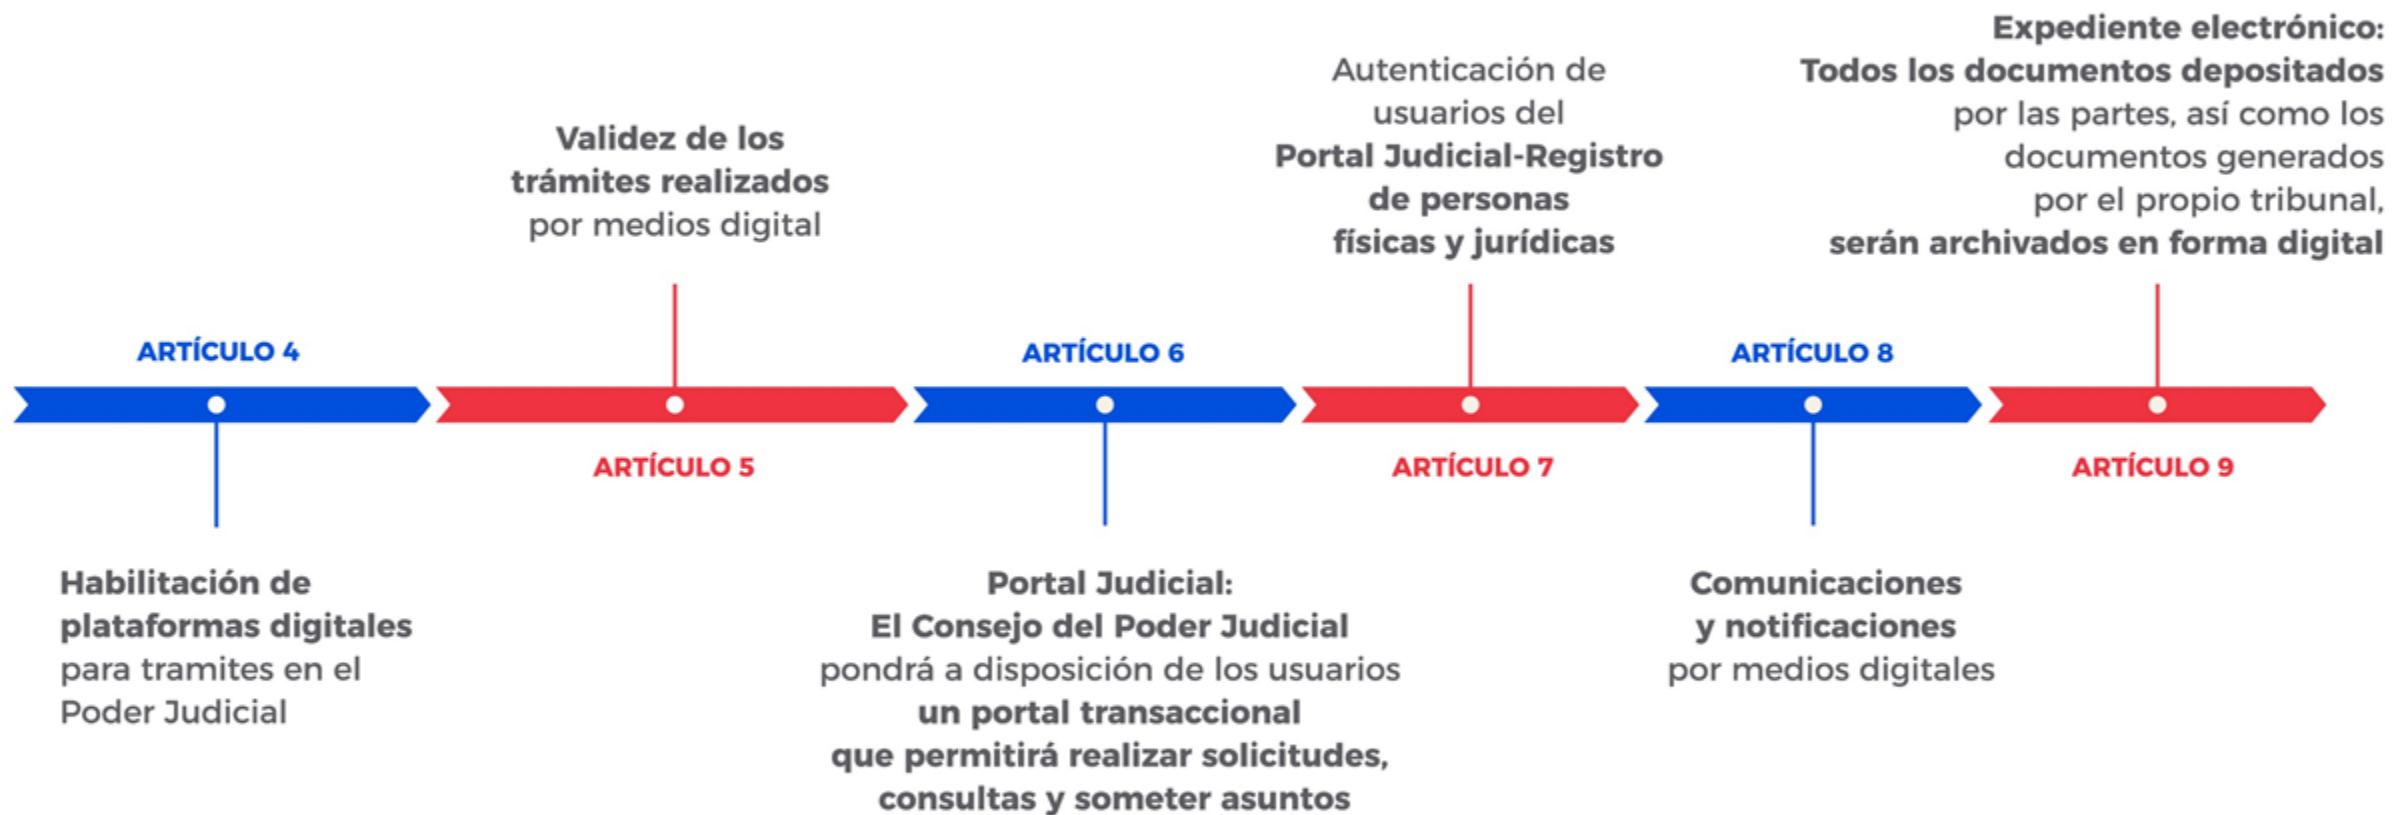 ARTÍCULO 4
Habilitación de
plataformas digitales
para tramites en el
Poder Judicial
Validez de los
trámites realizados
por medios digital
ARTÍCULO 5
ARTÍCULO 6
Portal Judicial:
El Consejo del Poder Judicial
pondrá a disposición de los usuarios
un portal transaccional
que permitirá realizar solicitudes,
consultas y someter asuntos
Autenticación de
usuarios del
Portal Judicial-Registro
de personas
físicas y jurídicas
ARTÍCULO 7
ARTÍCULO 8
Comunicaciones
y notificaciones
por medios digitales
Expediente electrónico:
Todos los documentos depositados
por las partes, así como los
documentos generados
por el propio tribunal,
serán archivados en forma digital
ARTÍCULO 9